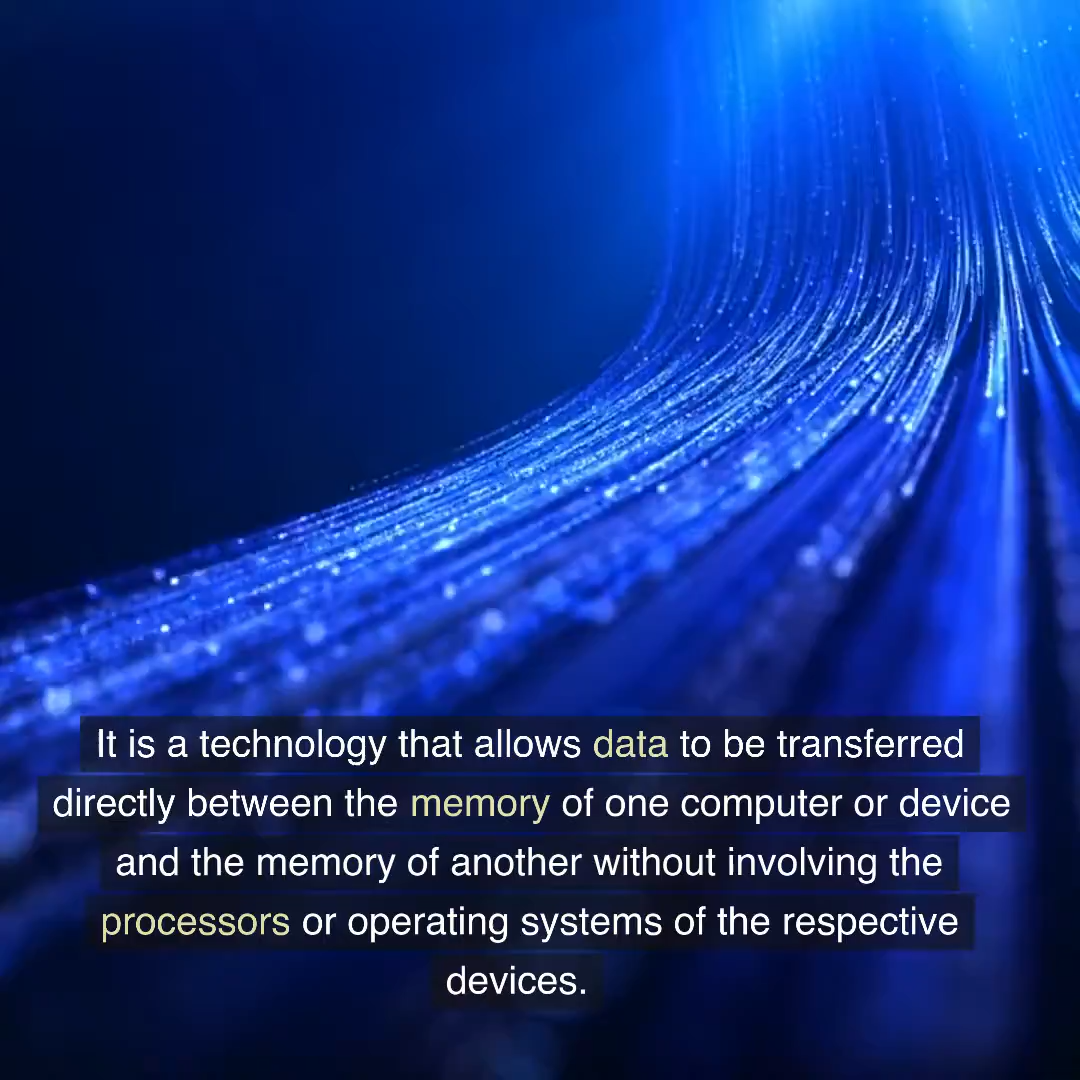 It is a technology that allows data to be transferred
directly between the memory of one computer or device
and the memory of another without involving the
processors or operating systems of the respective
devices.